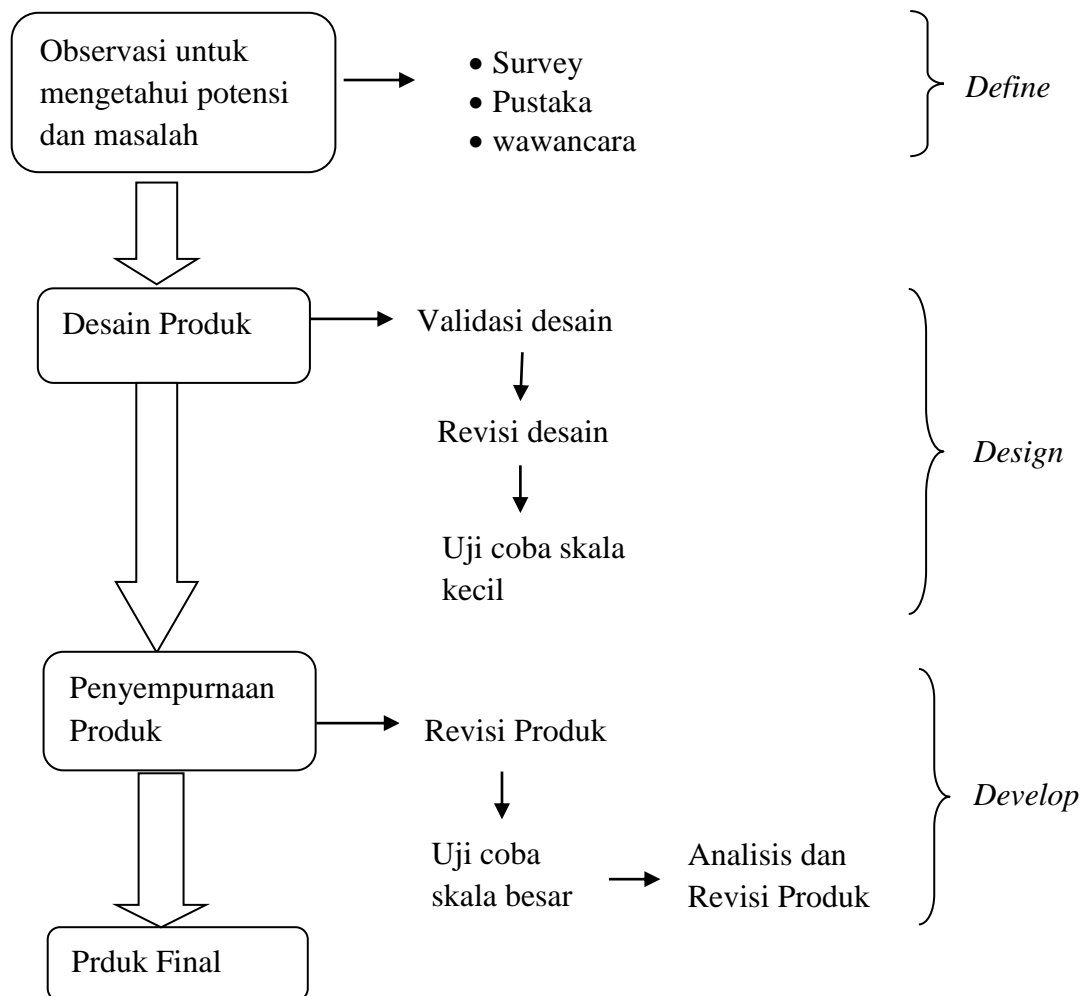 Observasi untuk
mengetahui potensi
dan masalah
• Survey
• Pustaka
• wawancara
Define
Desain Produk
Validasi desain
Revisi desain
Uji coba skala
kecil
Design
Penyempurnaan
Produk
Revisi Produk
Uji coba
skala besar
Analisis dan
Revisi Produk
Develop
Prduk Final